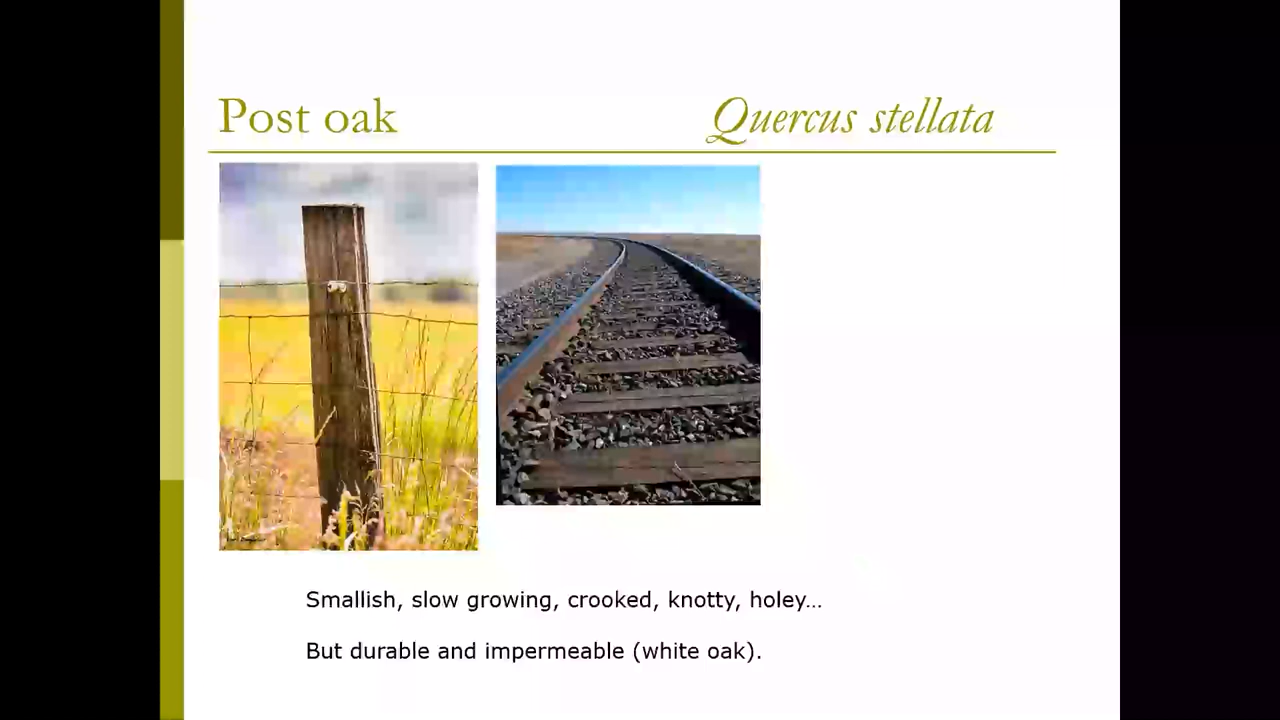 Post oak Quercus stellata
Smallish, slow growing, crooked, knotty, holey…
But durable and impermeable (white oak).